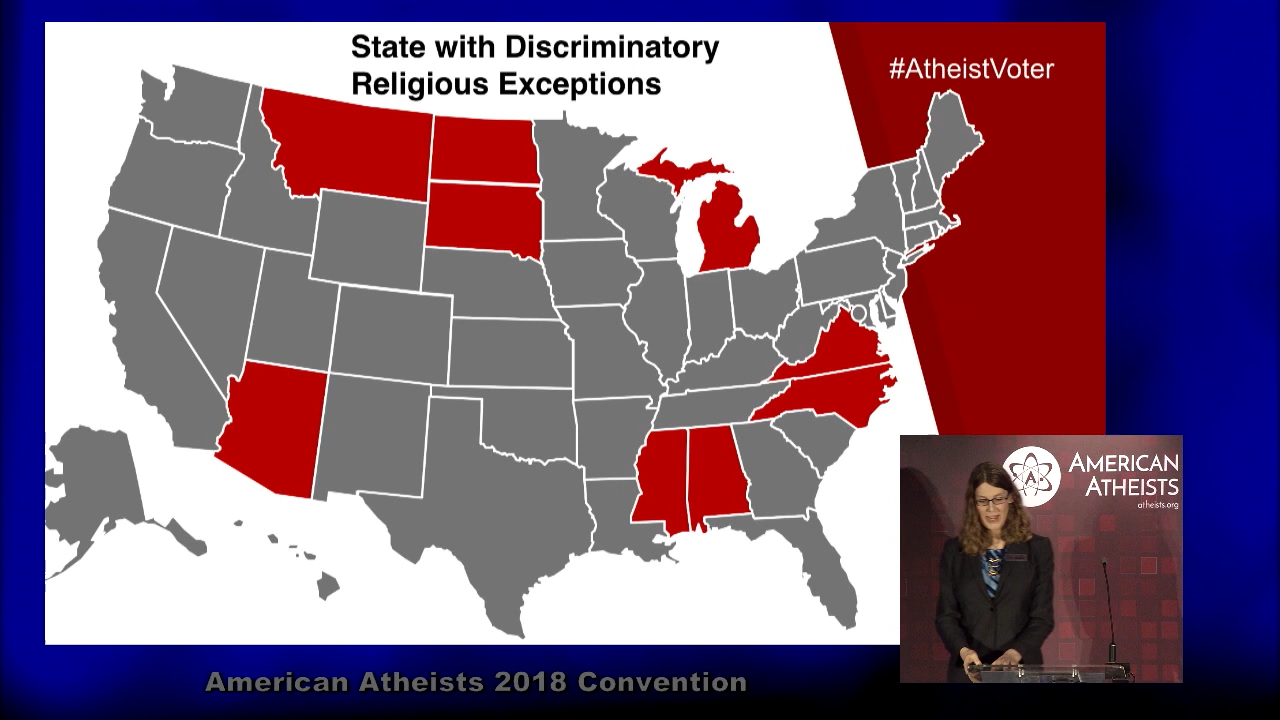 State with Discriminatory
Religious Exceptions
#AtheistVoter
AMERICAN
ATHEISTS
atheists.org
A
American Atheists 2018 Convention